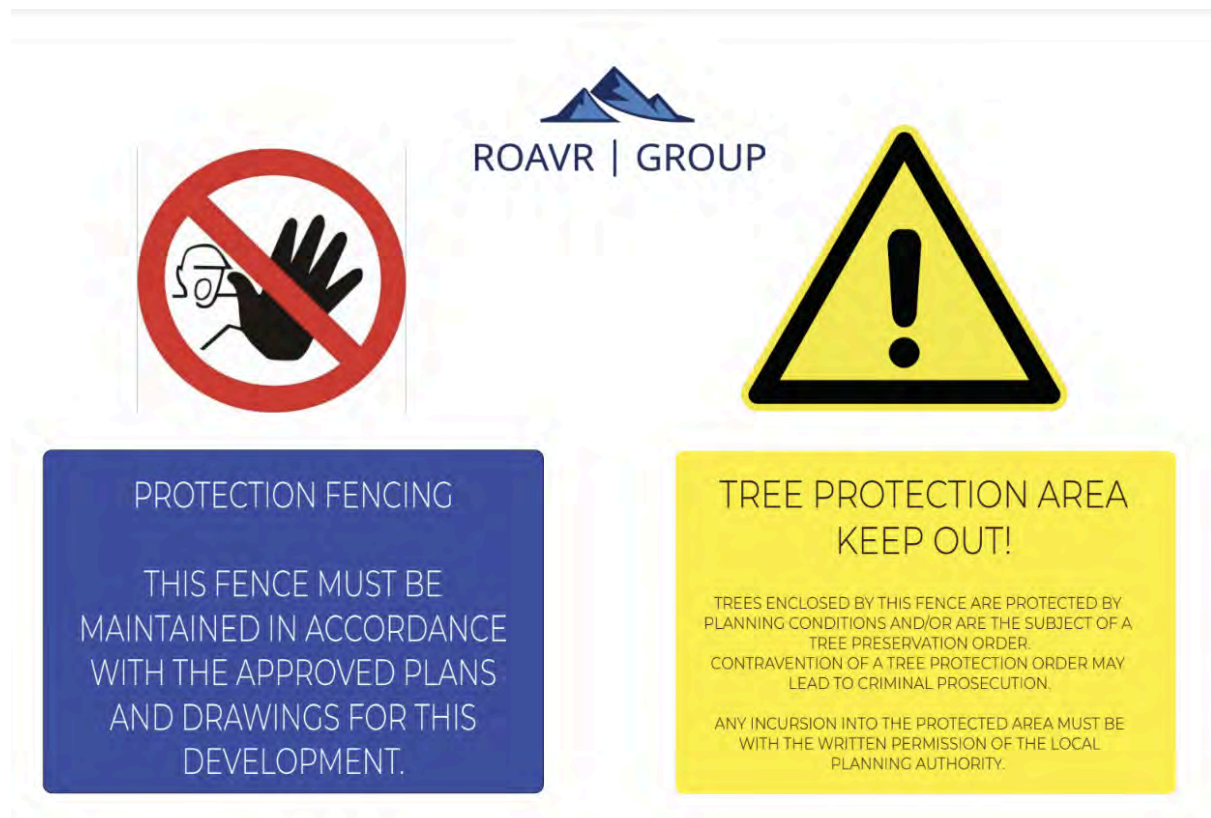 ROAVR | GROUP
PROTECTION FENCING
THIS FENCE MUST BE
MAINTAINED IN ACCORDANCE
WITH THE APPROVED PLANS
AND DRAWINGS FOR THIS
DEVELOPMENT.
TREE PROTECTION AREA
KEEP OUT!
TREES ENCLOSED BY THIS FENCE ARE PROTECTED BY
PLANNING CONDITIONS AND/OR ARE THE SUBJECT OF A
TREE PRESERVATION ORDER.
CONTRAVENTION OF A TREE PROTECTION ORDER MAY
LEAD TO CRIMINAL PROSECUTION.
ANY INCURSION INTO THE PROTECTED AREA MUST BE
WITH THE WRITTEN PERMISSION OF THE LOCAL
PLANNING AUTHORITY.